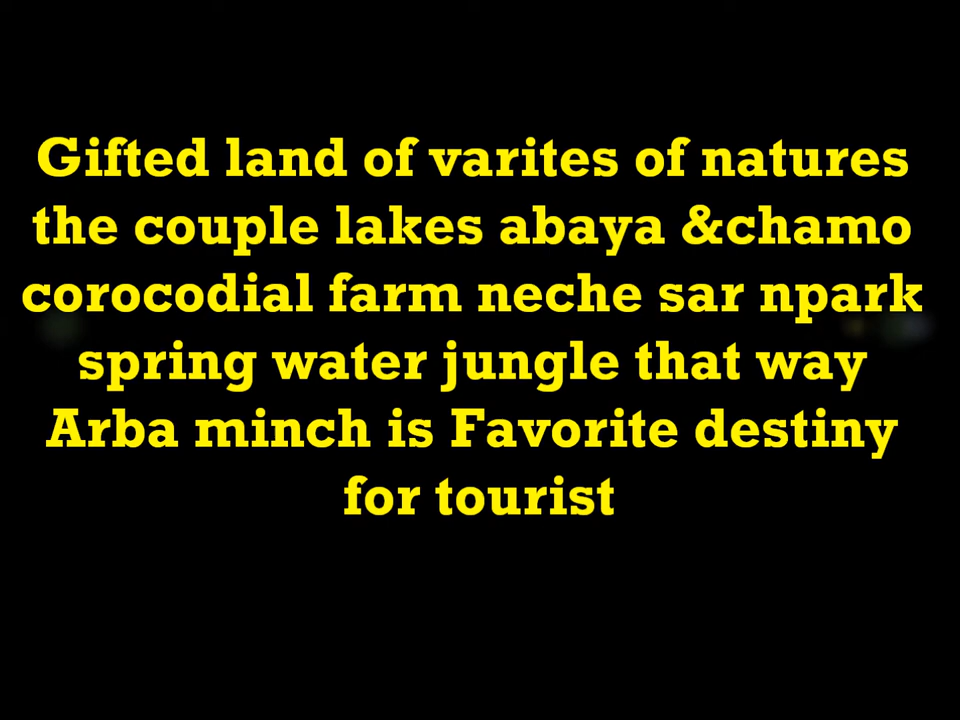 Gifted land of varites of natures
the couple lakes abaya &chamo
corocodial farm neche sar npark
spring water jungle that way
Arba minch is Favorite destiny
for tourist